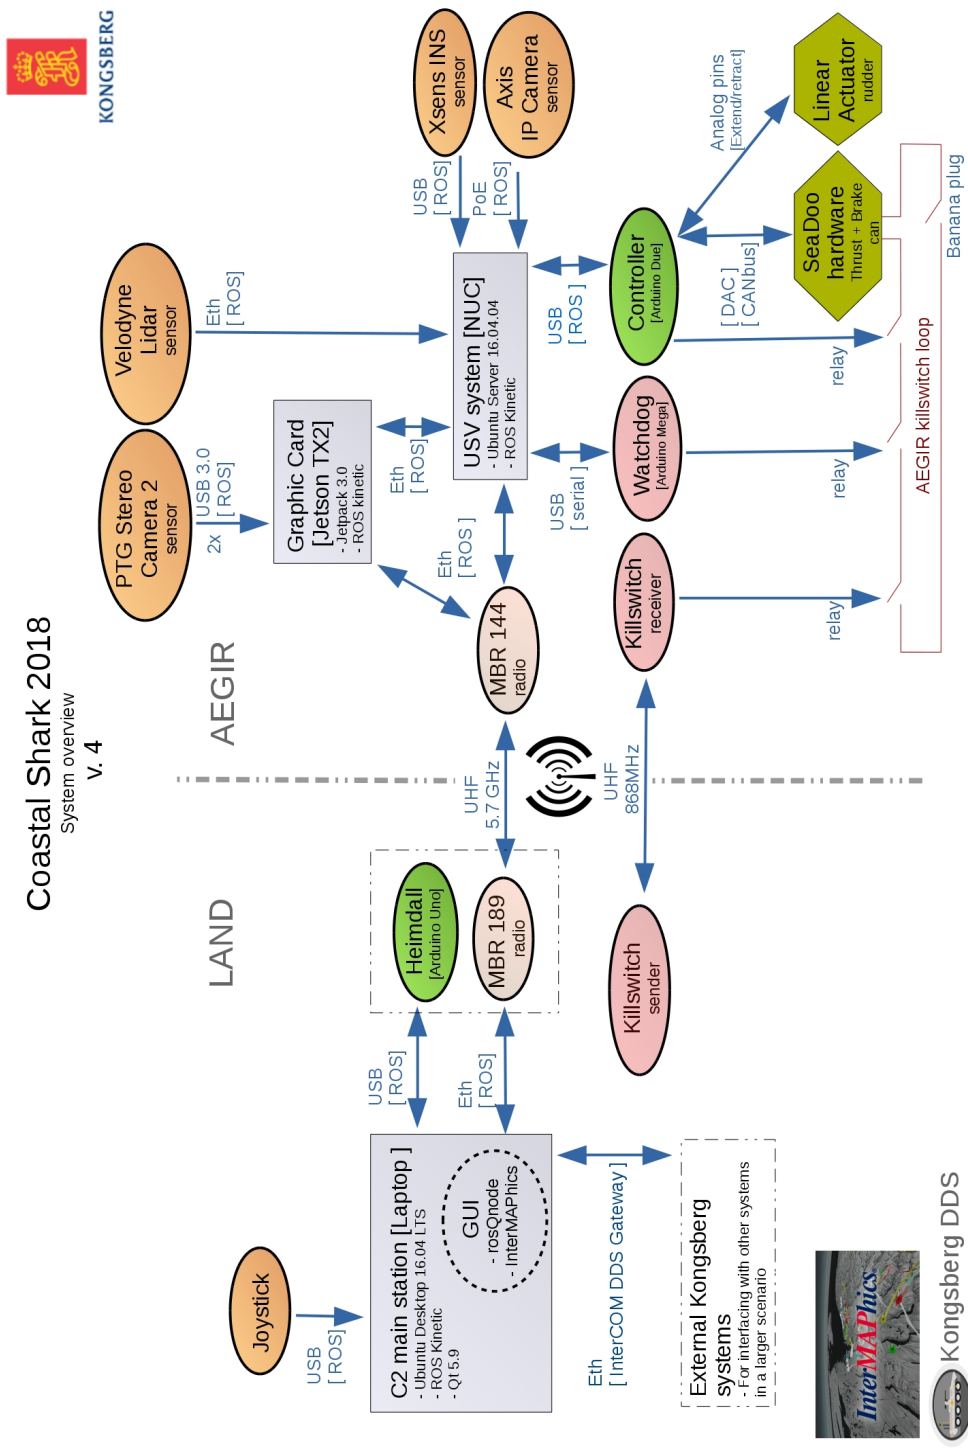 Coastal Shark 2018
System overview
v. 4
KONGSBERG
LAND
AEGIR
Joystick
USB
[ ROS]
C2 main station [Laptop ]
- Ubuntu Desktop 16.04 LTS
- ROS Kinetic
- Qt 5.9
GUI
- rosQnode
- InterMAPhics
USB
[ ROS]
Eth
[ ROS]
Heimdall
[Arduino Uno]
MBR 189
radio
UHF
5.7 GHz
MBR 144
radio
Eth
[ InterCOM DDS Gateway ]
External Kongsberg
systems
- For interfacing with other systems
in a larger scenario
InterMAPhics
Kongsberg DDS
Killswitch
sender
UHF
868MHz
Killswitch
receiver
PTG Stereo
Camera 2
sensor
2x
USB 3.0
[ ROS]
Velodyne
Lidar
sensor
Eth
[ ROS]
Graphic Card
[Jetson TX2]
- Jetpack 3.0
- ROS kinetic
Eth
[ ROS]
Eth
[ ROS ]
USV system [NUC]
- Ubuntu Server 16.04.04
- ROS Kinetic
Xsens INS
sensor
USB
[ ROS]
Axis
IP Camera
sensor
PoE
[ ROS]
USB
[ serial ]
USB
[ ROS ]
Watchdog
[Arduino Mega]
Controller
[Arduino Due]
Analog pins
[Extend/retract]
Linear
Actuator
rudder
[ DAC ]
[ CANbus]
SeaDoo
hardware
Thrust + Brake
can
relay
relay
relay
AEGIR killswitch loop
Banana plug